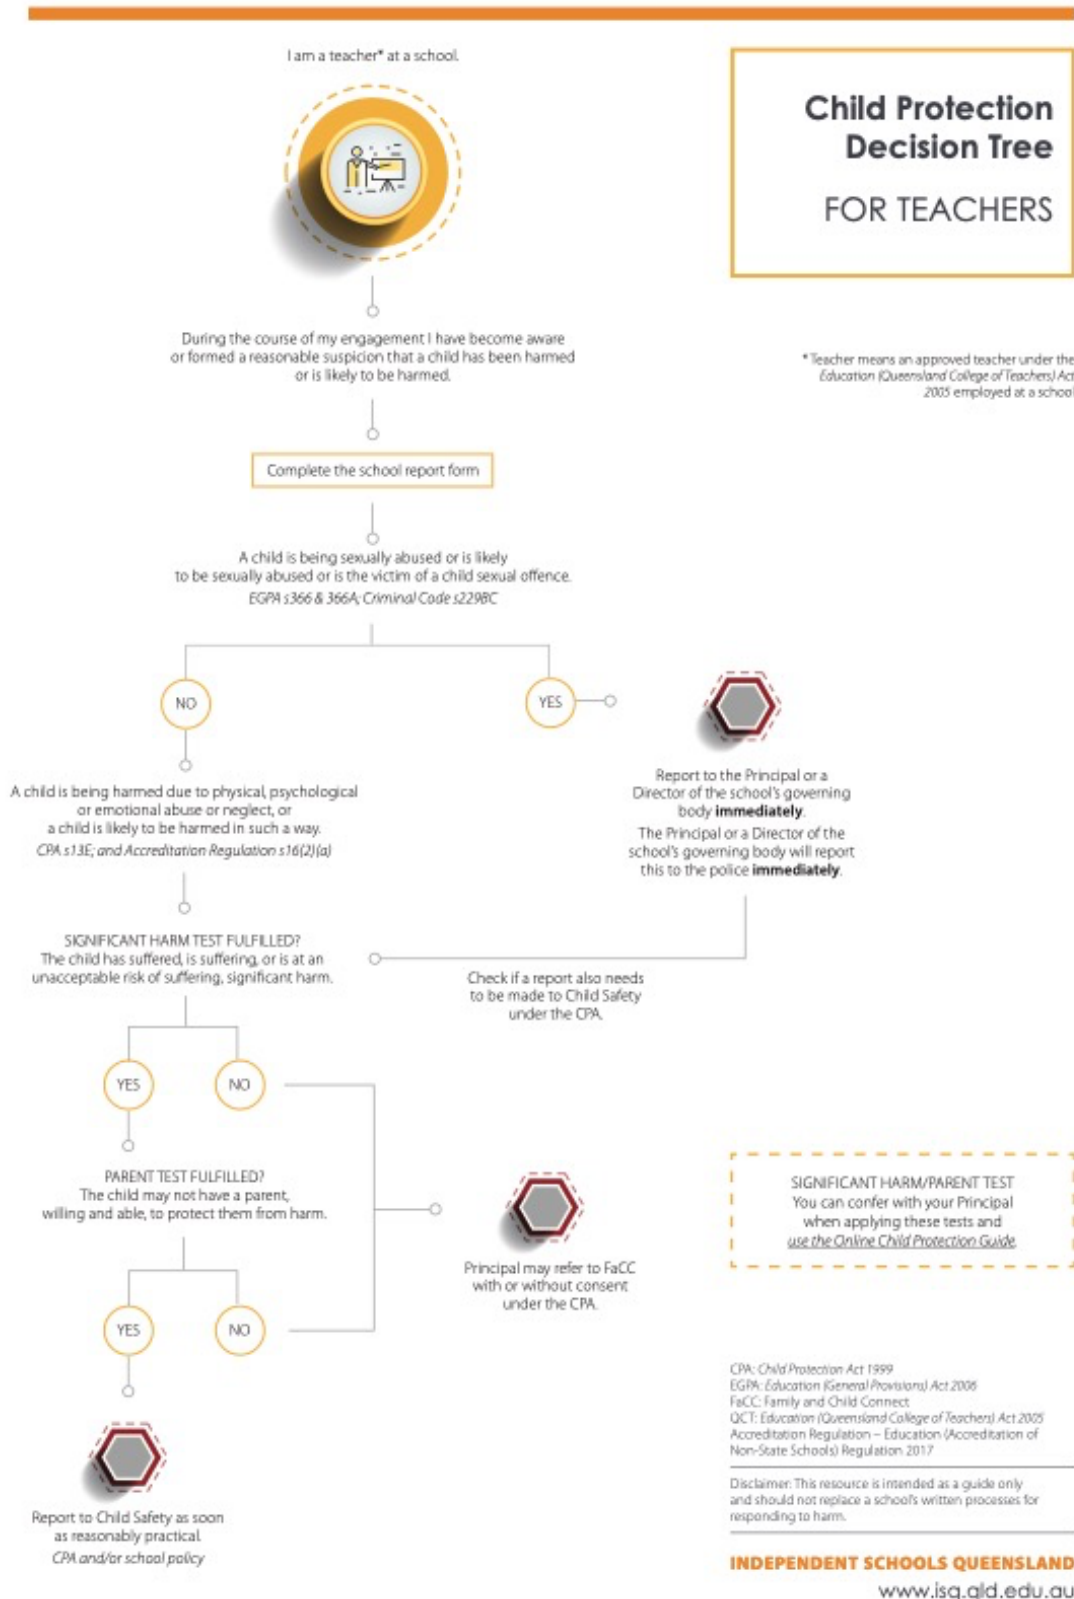 I am a teacher* at a school.
Child Protection
Decision Tree
FOR TEACHERS
During the course of my engagement I have become aware
or formed a reasonable suspicion that a child has been harmed
or is likely to be harmed.
* Teacher means an approved teacher under the
Education (Queensland College of Teachers) Act
2005 employed at a school
Complete the school report form
A child is being sexually abused or is likely
to be sexually abused or is the victim of a child sexual offence.
EGPA s366 & 366A; Criminal Code s229BC
NO
YES
Report to the Principal or a
Director of the school's governing
body immediately.
The Principal or a Director of the
school's governing body will report
this to the police immediately.
A child is being harmed due to physical, psychological
or emotional abuse or neglect, or
a child is likely to be harmed in such a way.
CPA s13E; and Accreditation Regulation s16(2)(a)
SIGNIFICANT HARM TEST FULFILLED?
The child has suffered, is suffering, or is at an
unacceptable risk of suffering, significant harm.
Check if a report also needs
to be made to Child Safety
under the CPA.
YES
NO
PARENT TEST FULFILLED?
The child may not have a parent,
willing and able, to protect them from harm.
Principal may refer to FaCC
with or without consent
under the CPA.
SIGNIFICANT HARM/PARENT TEST
You can confer with your Principal
when applying these tests and
use the Online Child Protection Guide.
YES
NO
Report to Child Safety as soon
as reasonably practical.
CPA and/or school policy
CPA: Child Protection Act 1999
EGPA: Education (General Provisions) Act 2006
FaCC: Family and Child Connect
QCT: Education (Queensland College of Teachers) Act 2005
Accreditation Regulation – Education (Accreditation of
Non-State Schools) Regulation 2017
Disclaimer: This resource is intended as a guide only
and should not replace a school's written processes for
responding to harm.
INDEPENDENT SCHOOLS QUEENSLAND
www.isq.qld.edu.au